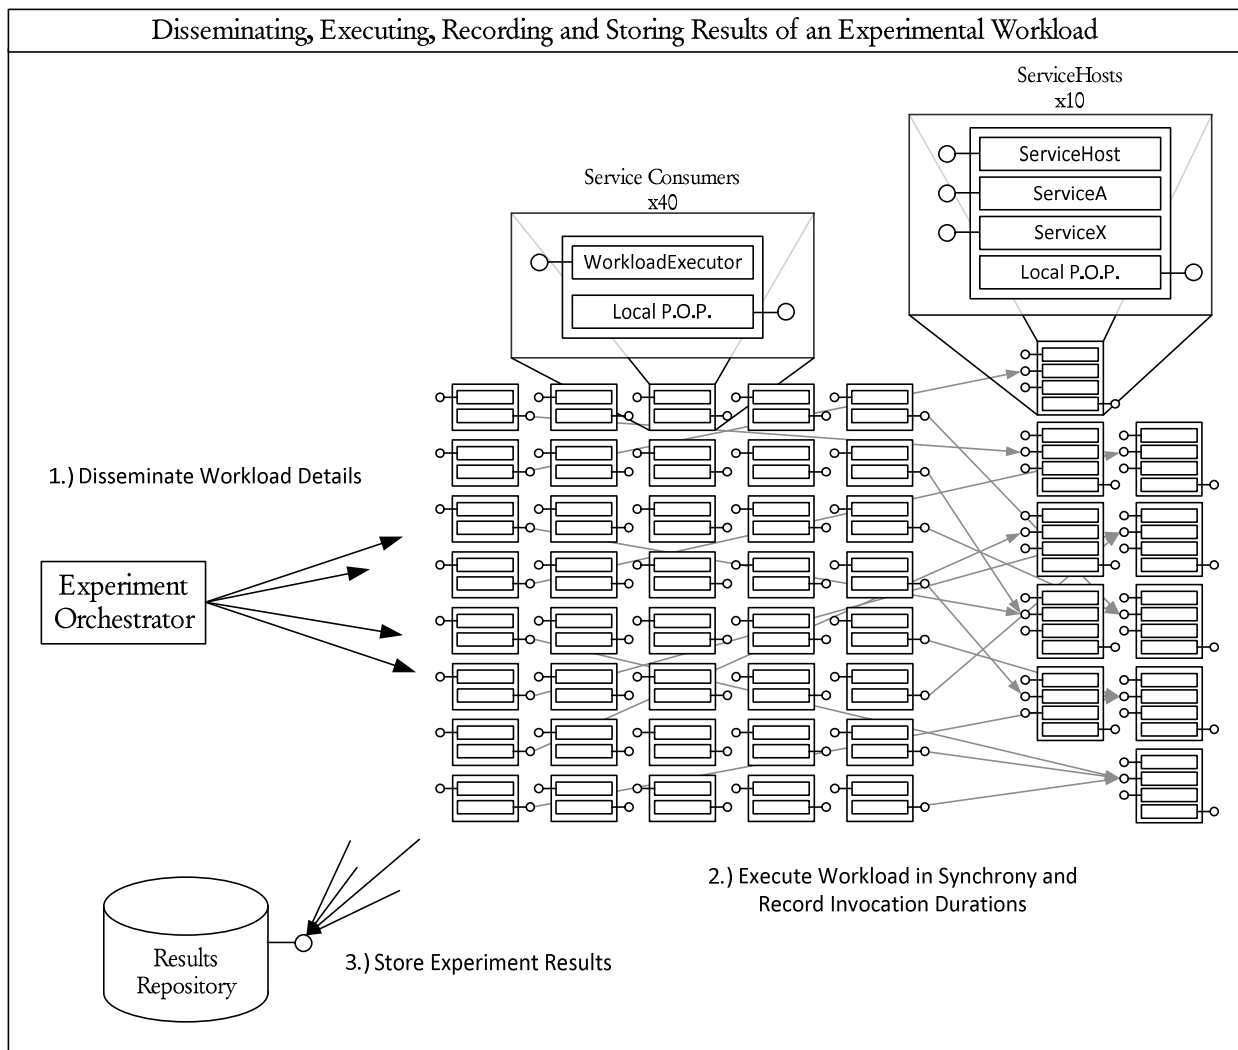 Disseminating, Executing, Recording and Storing Results of an Experimental Workload
ServiceHosts
x10
ServiceHost
ServiceA
ServiceX
Local P.O.P.
Service Consumers
x40
WorkloadExecutor
Local P.O.P.
1.) Disseminate Workload Details
Experiment
Orchestrator
2.) Execute Workload in Synchrony and
Record Invocation Durations
Results
Repository
3.) Store Experiment Results